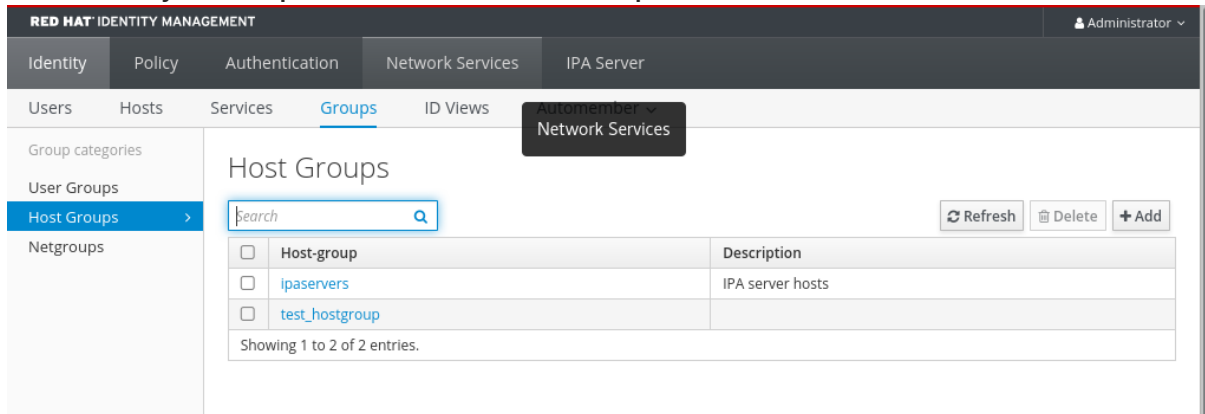 RED HAT® IDENTITY MANAGEMENT
Administrator
Identity Policy Authentication Network Services IPA Server
Users Hosts Services Groups ID Views Automember
Network Services
Group categories
User Groups
Host Groups
Netgroups
Host Groups
Search
Refresh Delete + Add
Host-group Description
ipaservers IPA server hosts
test_hostgroup
Showing 1 to 2 of 2 entries.